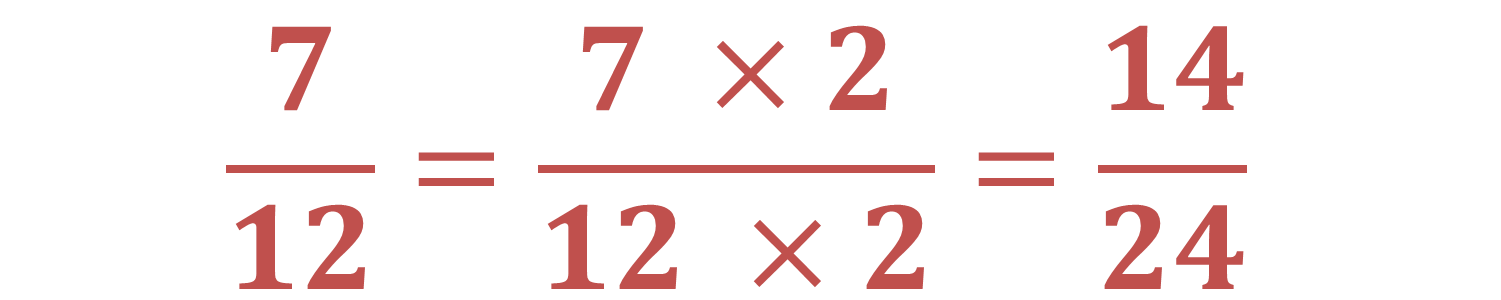 7/12 = 7 × 2/12 × 2 = 14/24